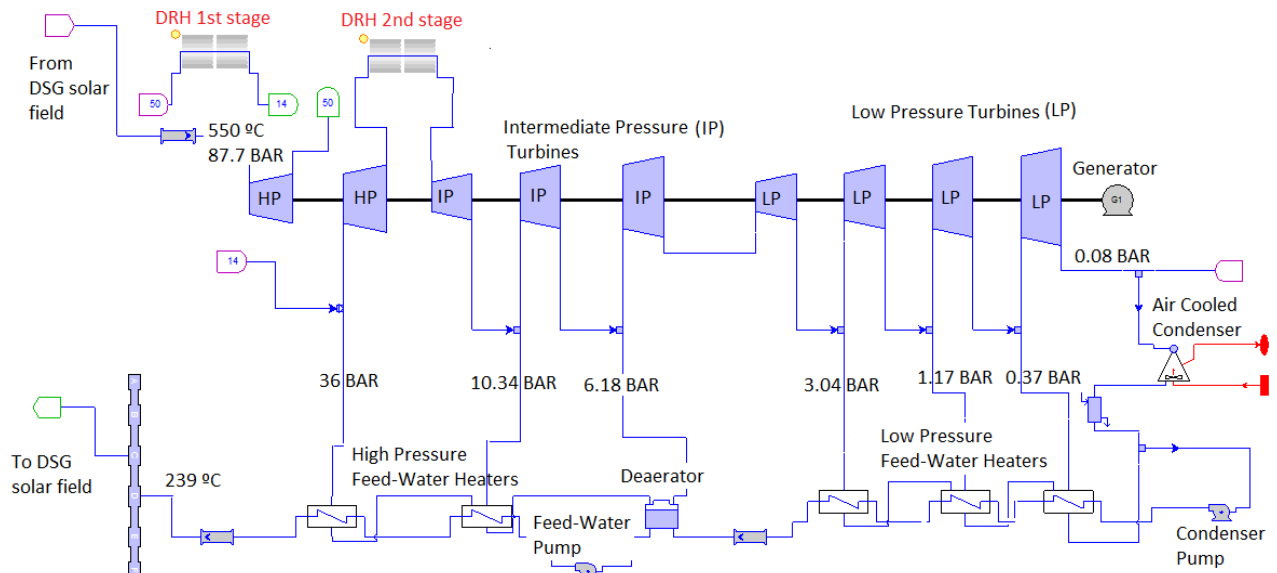 DRH 1st stage
DRH 2nd stage
From
DSG solar
field
50
14
50
550 ºC
87.7 BAR
Intermediate Pressure (IP)
Turbines
Low Pressure Turbines (LP)
Generator
HP
HP
IP
IP
IP
LP
LP
LP
LP
G1
14
0.08 BAR
Air Cooled
Condenser
36 BAR
10.34 BAR
6.18 BAR
3.04 BAR
1.17 BAR
0.37 BAR
To DSG
solar field
239 ºC
High Pressure
Feed-Water Heaters
Deaerator
Low Pressure
Feed-Water Heaters
Feed-Water
Pump
Condenser
Pump
A
B
C
D
E